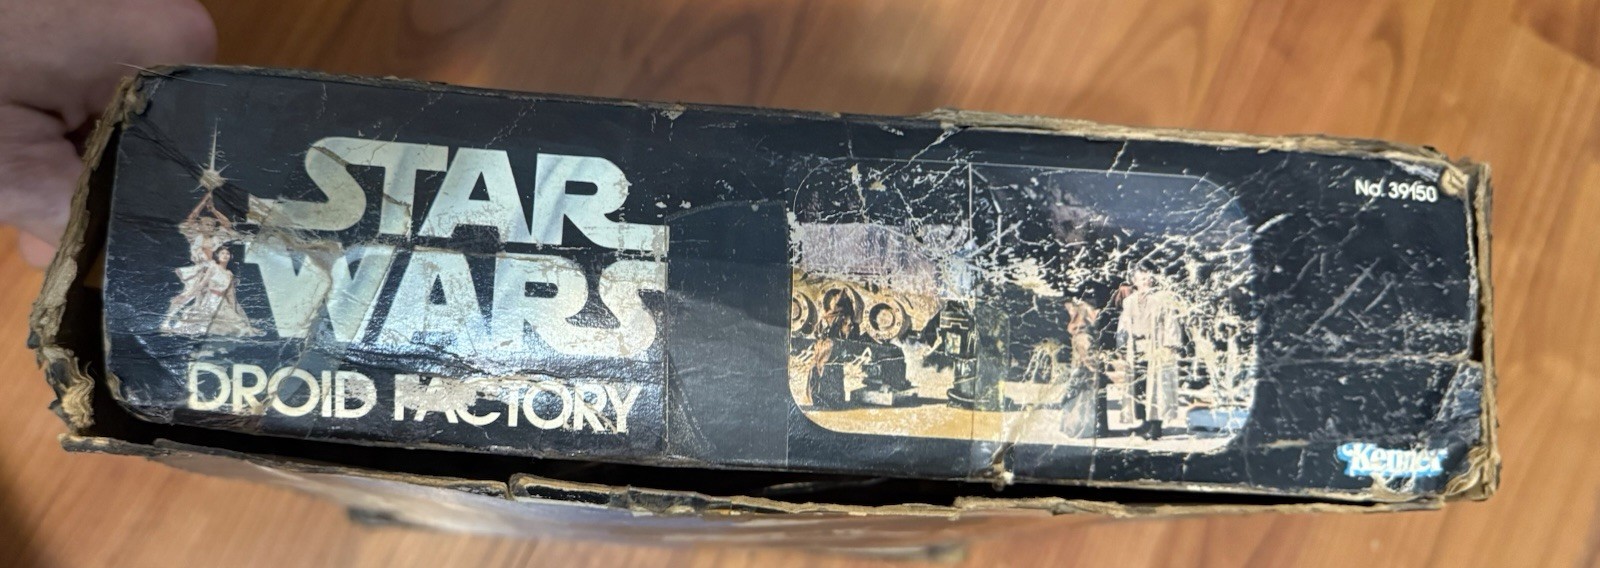 STAR
WARS
DROID FACTORY
No. 39150
Kenner